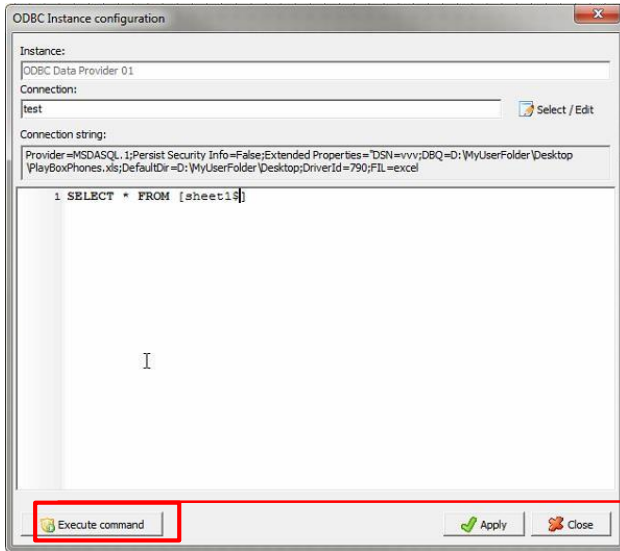 ODBC Instance configuration
Instance:
ODBC Data Provider 01
Connection:
test
Select / Edit
Connection string:
Provider=MSDASQL.1;Persist Security Info=False;Extended Properties="DSN=vvv;DBQ=D:\MyUserFolder\Desktop
\PlayBoxPhones.xls;DefaultDir=D:\MyUserFolder\Desktop;DriverId=790;FIL=excel
1 SELECT * FROM [sheet1$]
Execute command
Apply
Close